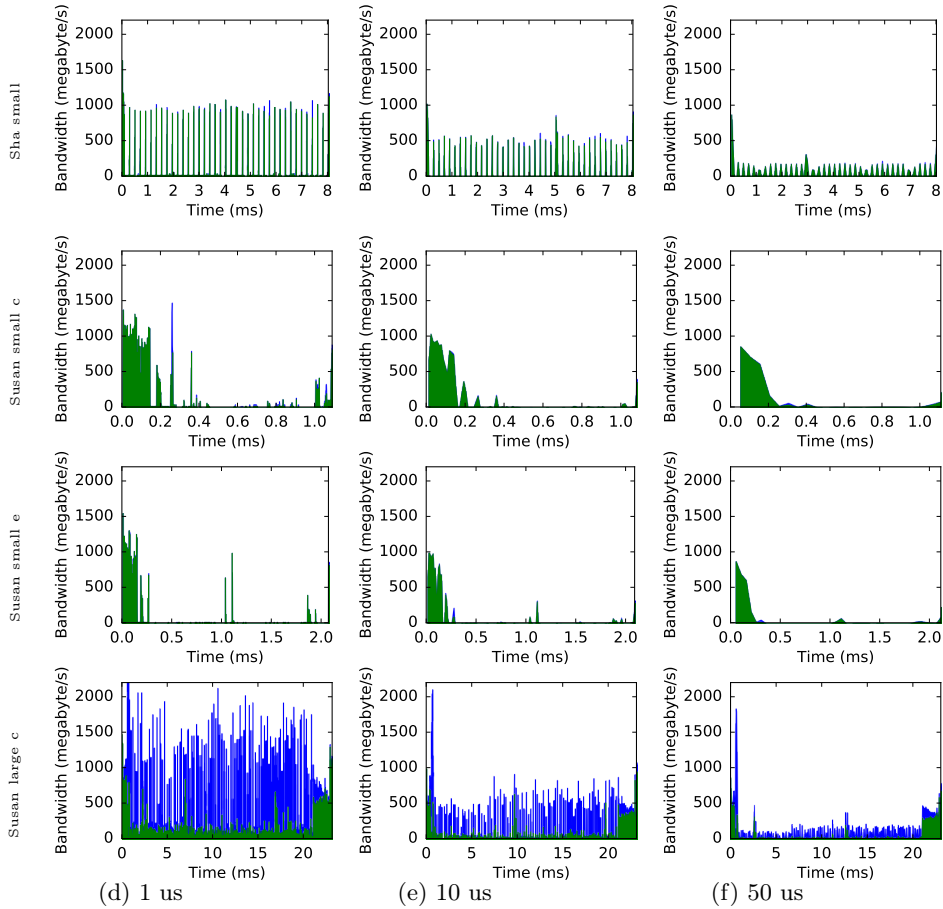 Sha small
Bandwidth (megabyte/s)
2000
1500
1000
500
0
0 1 2 3 4 5 6 7 8
Time (ms)
Bandwidth (megabyte/s)
2000
1500
1000
500
0
0 1 2 3 4 5 6 7 8
Time (ms)
Bandwidth (megabyte/s)
2000
1500
1000
500
0
0 1 2 3 4 5 6 7 8
Time (ms)
Susan small c
Bandwidth (megabyte/s)
2000
1500
1000
500
0
0.0 0.2 0.4 0.6 0.8 1.0
Time (ms)
Bandwidth (megabyte/s)
2000
1500
1000
500
0
0.0 0.2 0.4 0.6 0.8 1.0
Time (ms)
Bandwidth (megabyte/s)
2000
1500
1000
500
0
0.0 0.2 0.4 0.6 0.8 1.0
Time (ms)
Susan small e
Bandwidth (megabyte/s)
2000
1500
1000
500
0
0.0 0.5 1.0 1.5 2.0
Time (ms)
Bandwidth (megabyte/s)
2000
1500
1000
500
0
0.0 0.5 1.0 1.5 2.0
Time (ms)
Bandwidth (megabyte/s)
2000
1500
1000
500
0
0.0 0.5 1.0 1.5 2.0
Time (ms)
Susan large c
Bandwidth (megabyte/s)
2000
1500
1000
500
0
0 5 10 15 20
Time (ms)
Bandwidth (megabyte/s)
2000
1500
1000
500
0
0 5 10 15 20
Time (ms)
Bandwidth (megabyte/s)
2000
1500
1000
500
0
0 5 10 15 20
Time (ms)
(d) 1 us
(e) 10 us
(f) 50 us